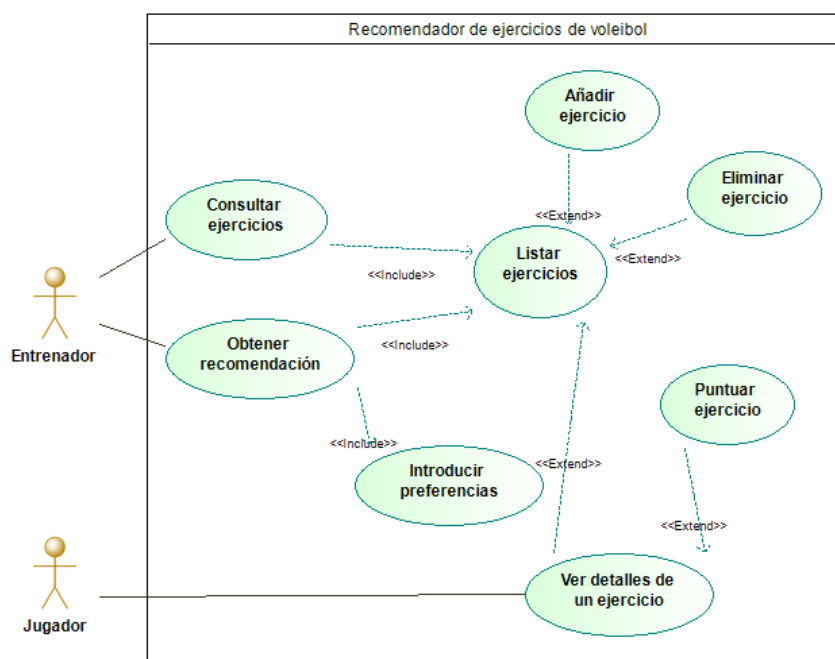 Recomendador de ejercicios de voleibol
Añadir
ejercicio
Eliminar
ejercicio
Consultar
ejercicios
<<Extend>>
Listar
ejercicios
<<Extend>>
<<Include>>
Entrenador
Obtener
recomendación
<<Include>>
Puntuar
ejercicio
<<Include>>
Introducir
preferencias
<<Extend>>
<<Extend>>
Ver detalles de
un ejercicio
Jugador